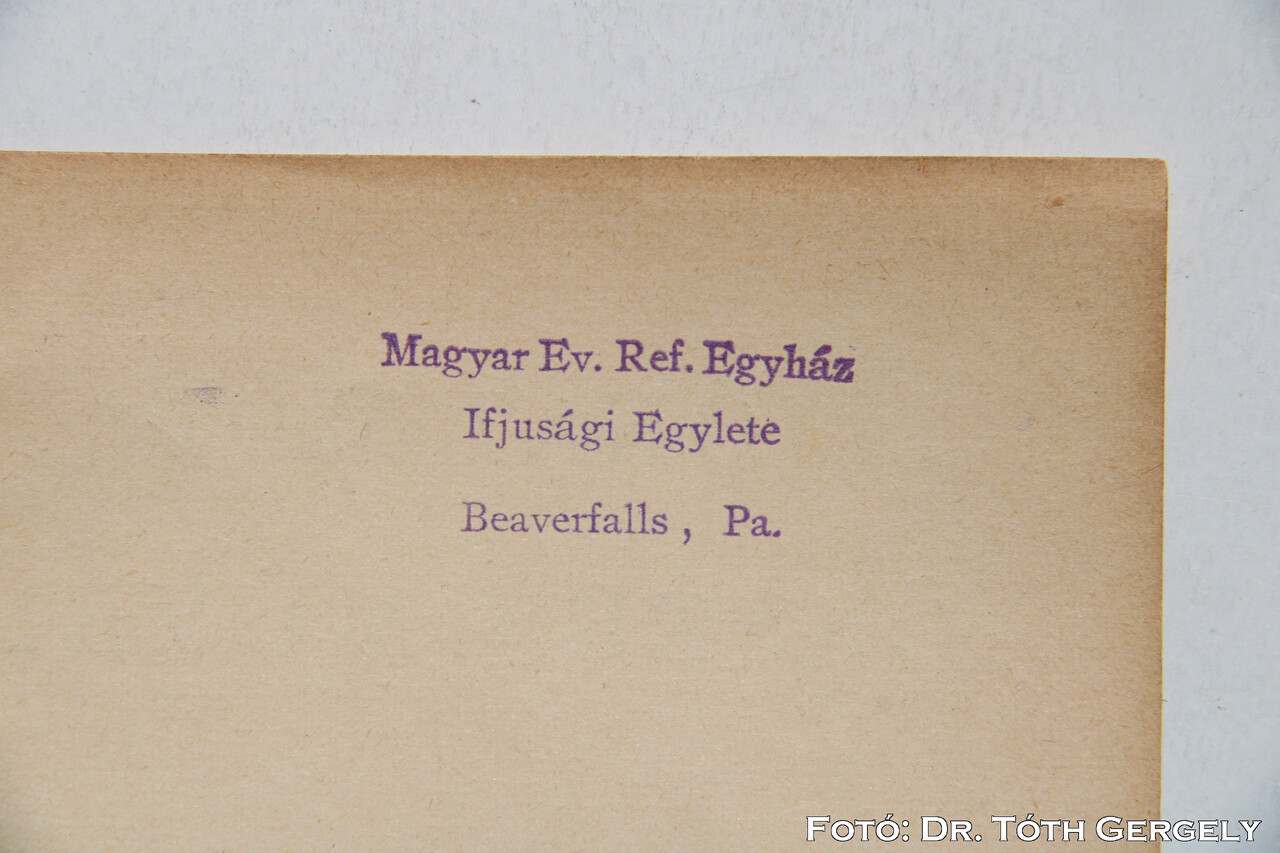 Magyar Ev. Ref. Egyház
Ifjusági Egylete
Beaverfalls, Pa.
Fotó: Dr. Tóth Gergely